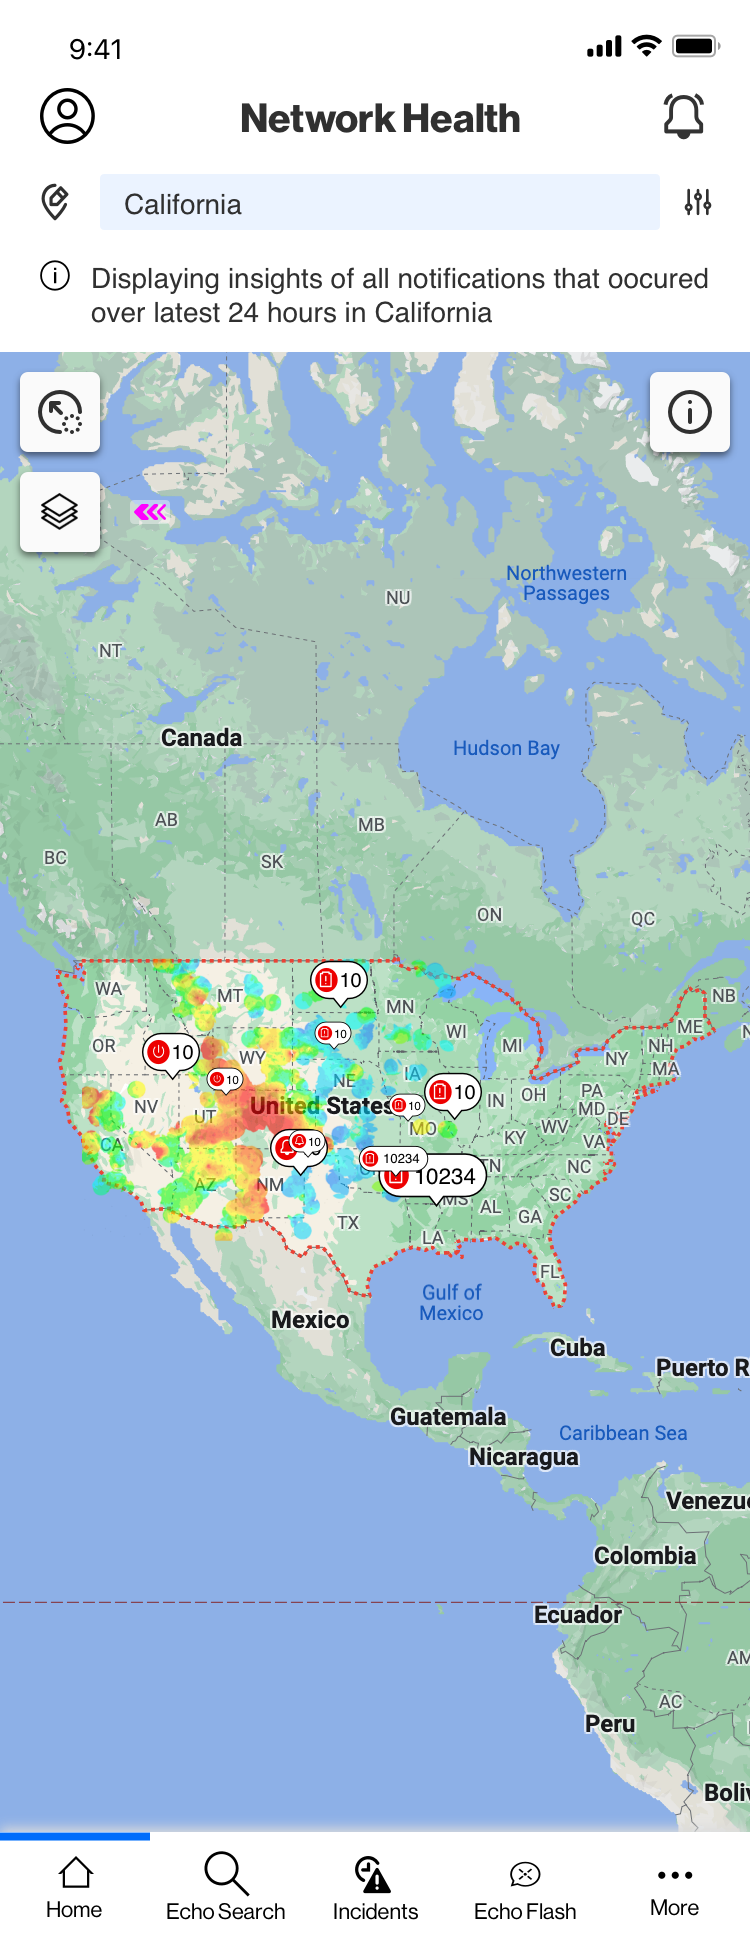 9:41
Network Health
California
Displaying insights of all notifications that oocured
over latest 24 hours in California
Northwestern
Passages
NU
NT
Canada
Hudson Bay
AB
MB
BC
SK
ON
QC
10
WA
MT
NB
MN
ME
WI
10
OR
NH
MI
10
WY
NY
MA
IA
10
NE
10
PA
OH
IN
NV
United States
10
MD
UT
DE
MO
WV
KY
VA
CA
10
10234
TN
NC
10234
AZ
NM
MS
SC
AL
GA
TX
LA
FL
Gulf of
Mexico
Mexico
Cuba
Puerto R
Guatemala
Caribbean Sea
Nicaragua
Venezue
Colombia
Ecuador
AM
AC
Peru
Boliv
Home
Echo Search
Incidents
Echo Flash
More